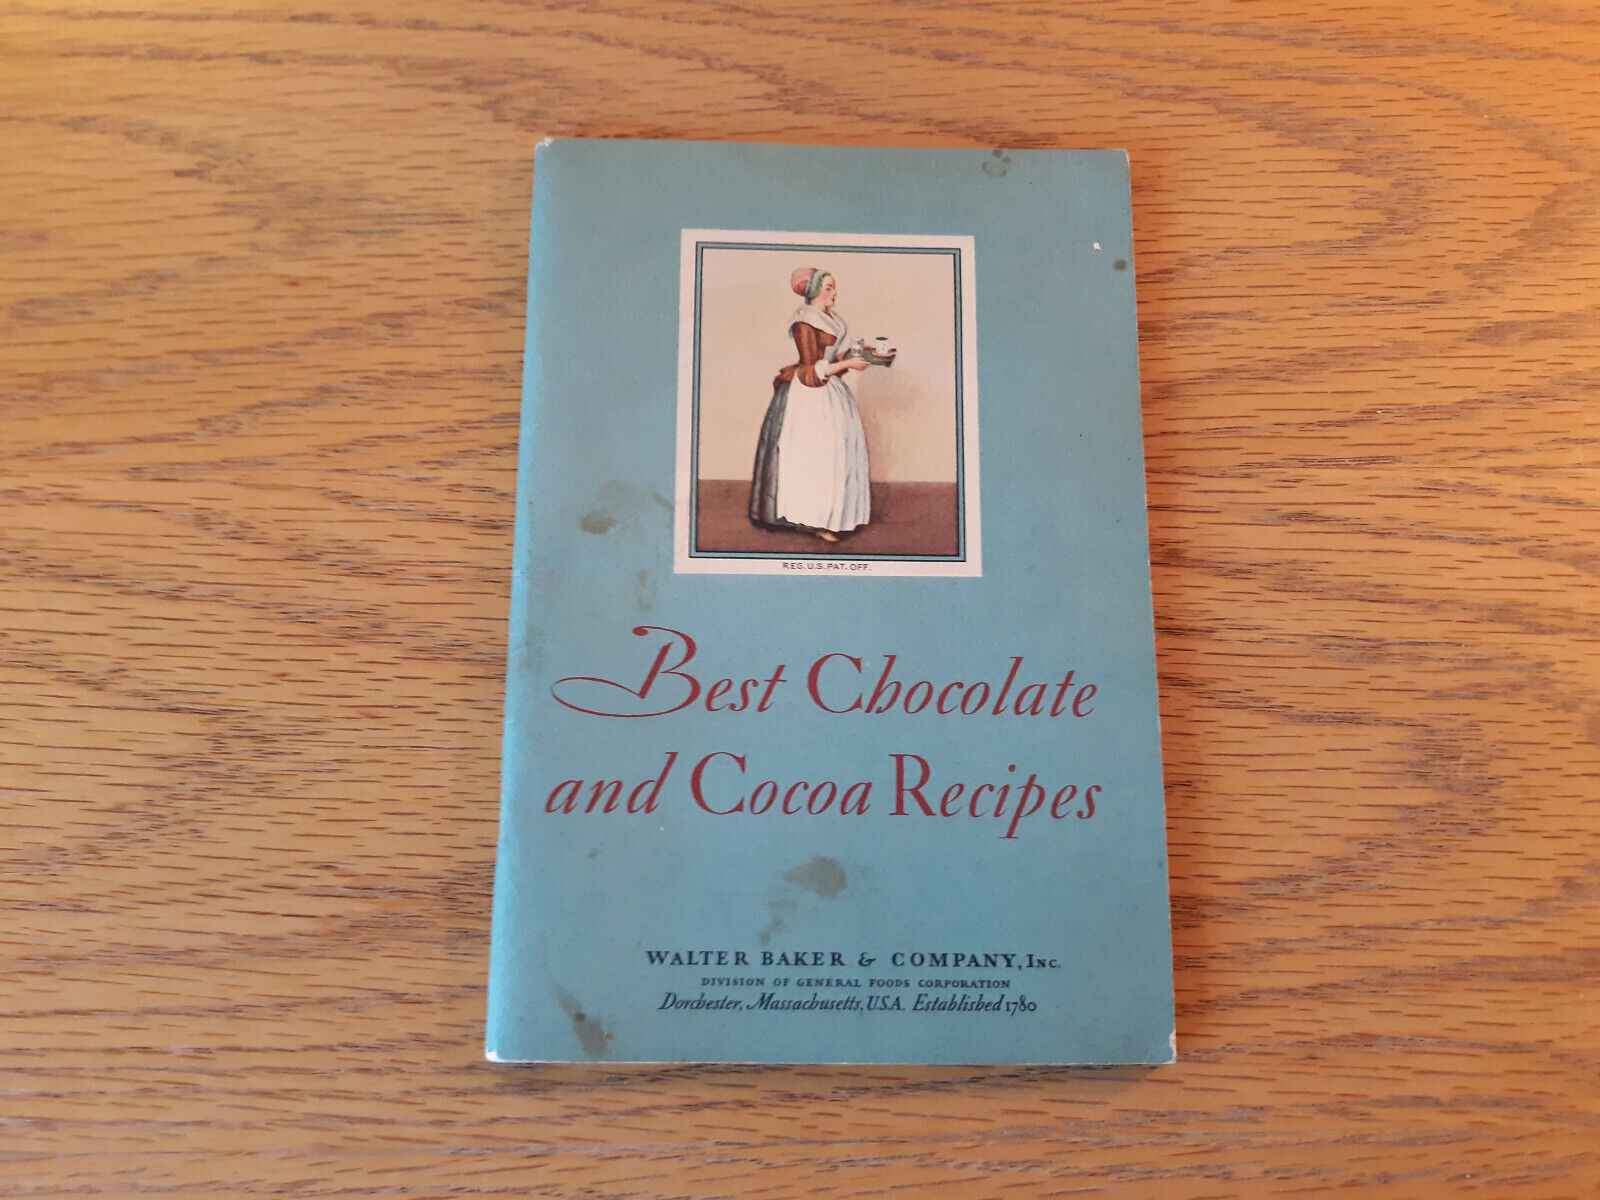 REG. U.S. PAT. OFF.
Best Chocolate
and Cocoa Recipes
WALTER BAKER & COMPANY, INC.
DIVISION OF GENERAL FOODS CORPORATION
Dorchester, Massachusetts, U.S.A. Established 1780